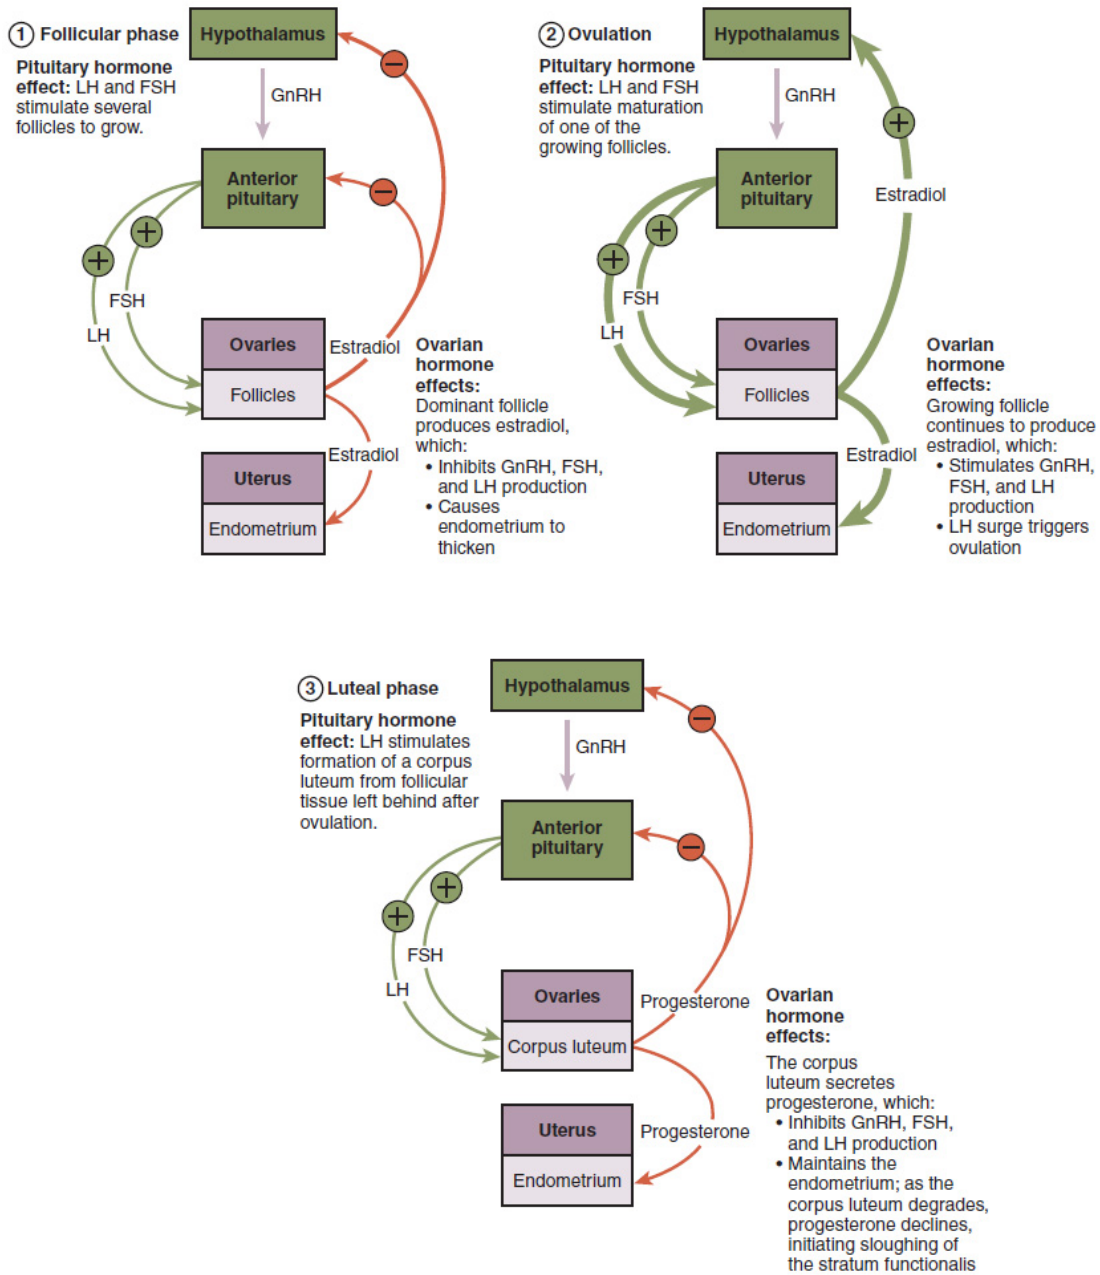 1 Follicular phase
Pituitary hormone
effect: LH and FSH
stimulate several
follicles to grow.
Hypothalamus
−
GnRH
Anterior
pituitary
−
+
+
FSH
LH
Ovaries
Follicles
Estradiol
Estradiol
Uterus
Endometrium
Ovarian
hormone
effects:
Dominant follicle
produces estradiol,
which:
• Inhibits GnRH, FSH,
and LH production
• Causes
endometrium to
thicken
2 Ovulation
Pituitary hormone
effect: LH and FSH
stimulate maturation
of one of the
growing follicles.
Hypothalamus
+
GnRH
Anterior
pituitary
Estradiol
+
+
FSH
LH
Ovaries
Follicles
Estradiol
Uterus
Endometrium
Ovarian
hormone
effects:
Growing follicle
continues to produce
estradiol, which:
• Stimulates GnRH,
FSH, and LH
production
• LH surge triggers
ovulation
3 Luteal phase
Pituitary hormone
effect: LH stimulates
formation of a corpus
luteum from follicular
tissue left behind after
ovulation.
Hypothalamus
−
GnRH
Anterior
pituitary
−
+
+
FSH
LH
Ovaries
Corpus luteum
Progesterone
Progesterone
Uterus
Endometrium
Ovarian
hormone
effects:
The corpus
luteum secretes
progesterone, which:
• Inhibits GnRH, FSH,
and LH production
• Maintains the
endometrium; as the
corpus luteum degrades,
progesterone declines,
initiating sloughing of
the stratum functionalis